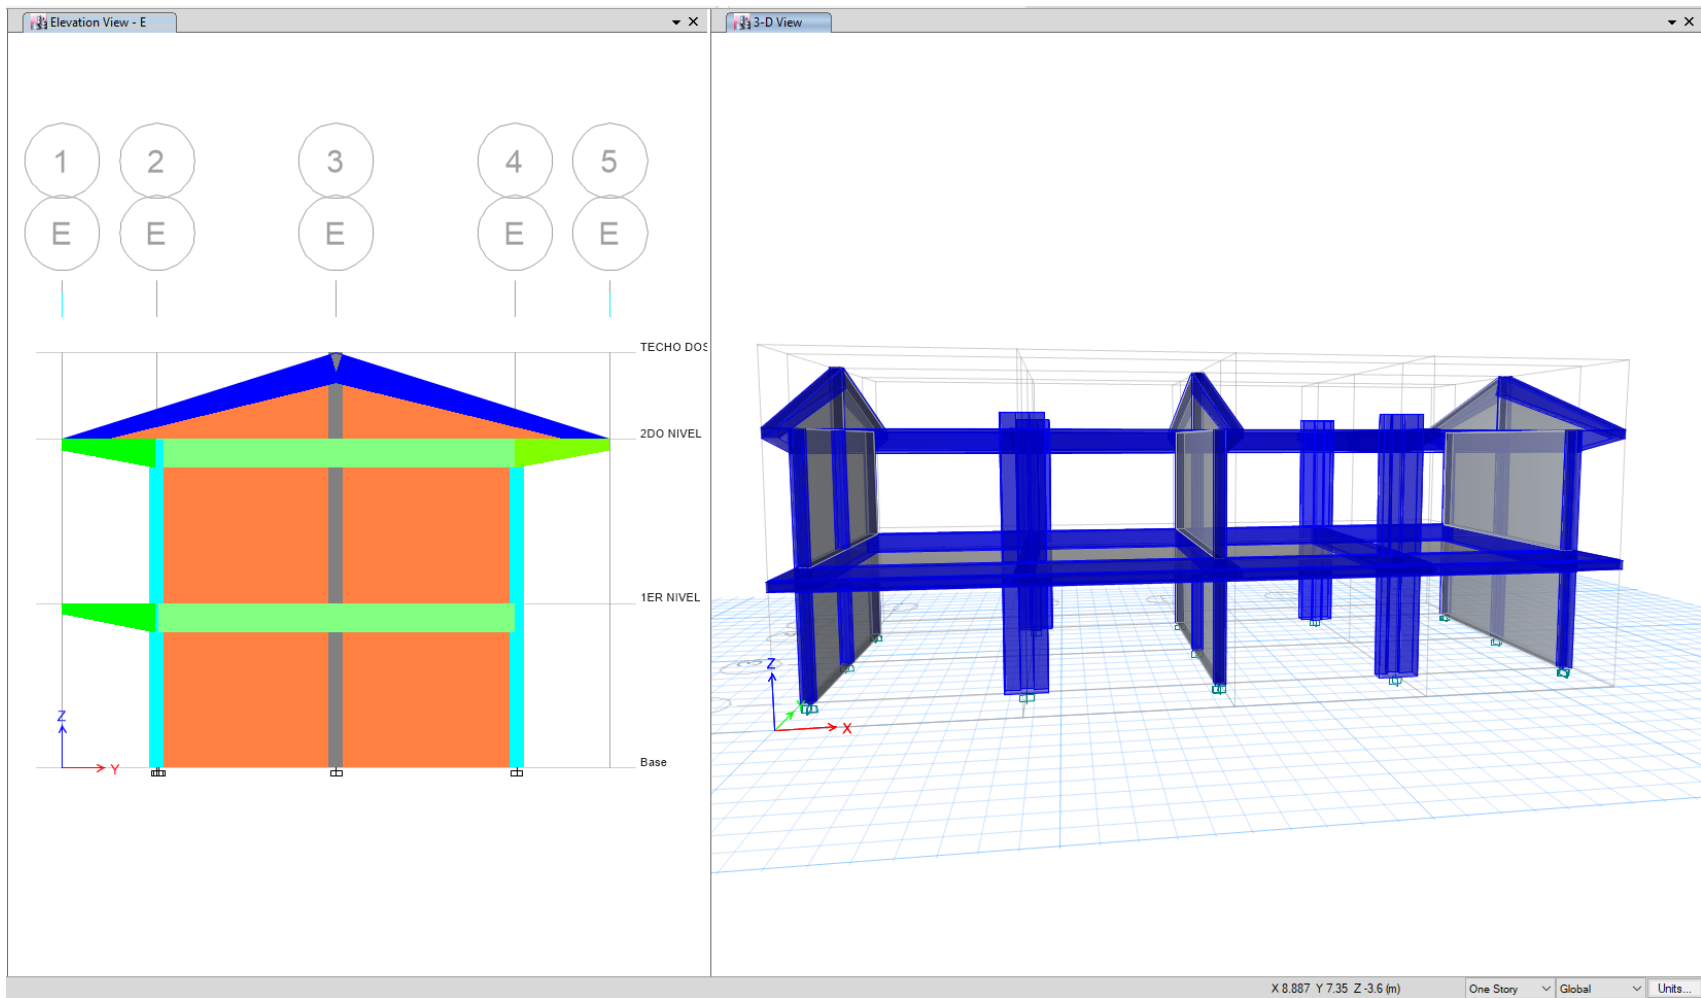 Elevation View - E
3-D View
1 2 3 4 5
E E E E E
TECHO DOS
2DO NIVEL
1ER NIVEL
Base
Z
Y
Z
X
X 8.887 Y 7.35 Z -3.6 (m)
One Story
Global
Units...